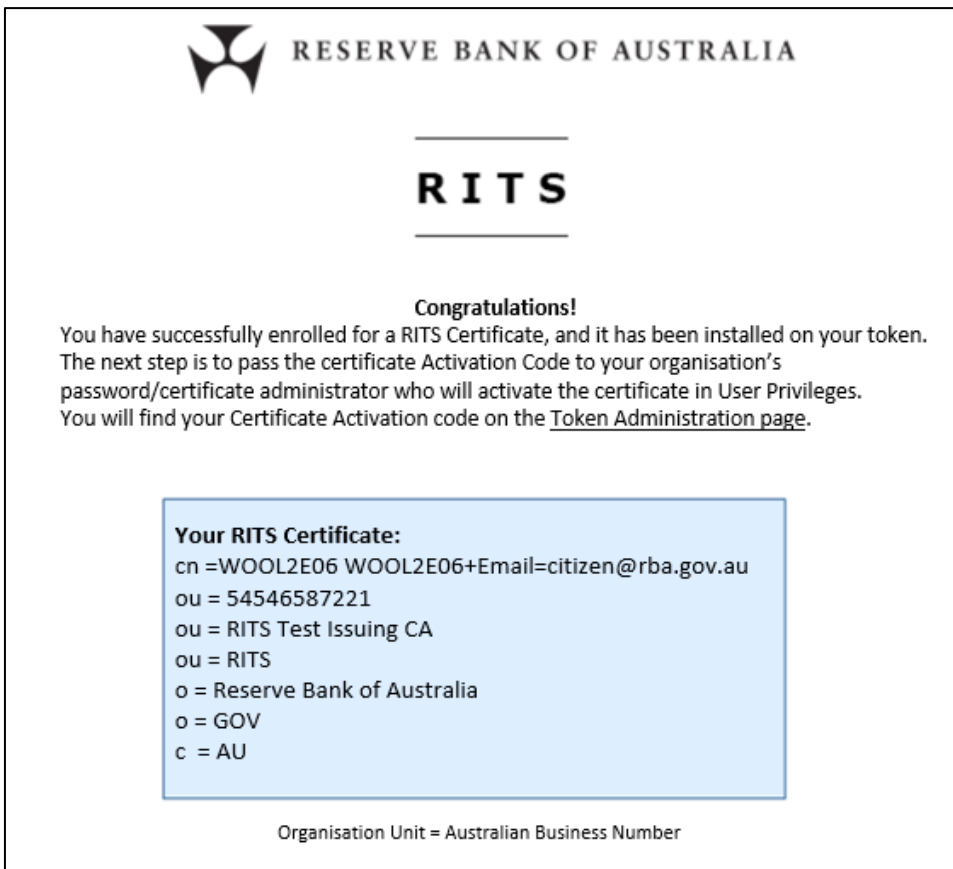 RESERVE BANK OF AUSTRALIA
RITS
Congratulations!
You have successfully enrolled for a RITS Certificate, and it has been installed on your token.
The next step is to pass the certificate Activation Code to your organisation's
password/certificate administrator who will activate the certificate in User Privileges.
You will find your Certificate Activation code on the Token Administration page.
Your RITS Certificate:
cn =WOOL2E06 WOOL2E06+Email=citizen@rba.gov.au
ou = 54546587221
ou = RITS Test Issuing CA
ou = RITS
o = Reserve Bank of Australia
o = GOV
c  = AU
Organisation Unit = Australian Business Number